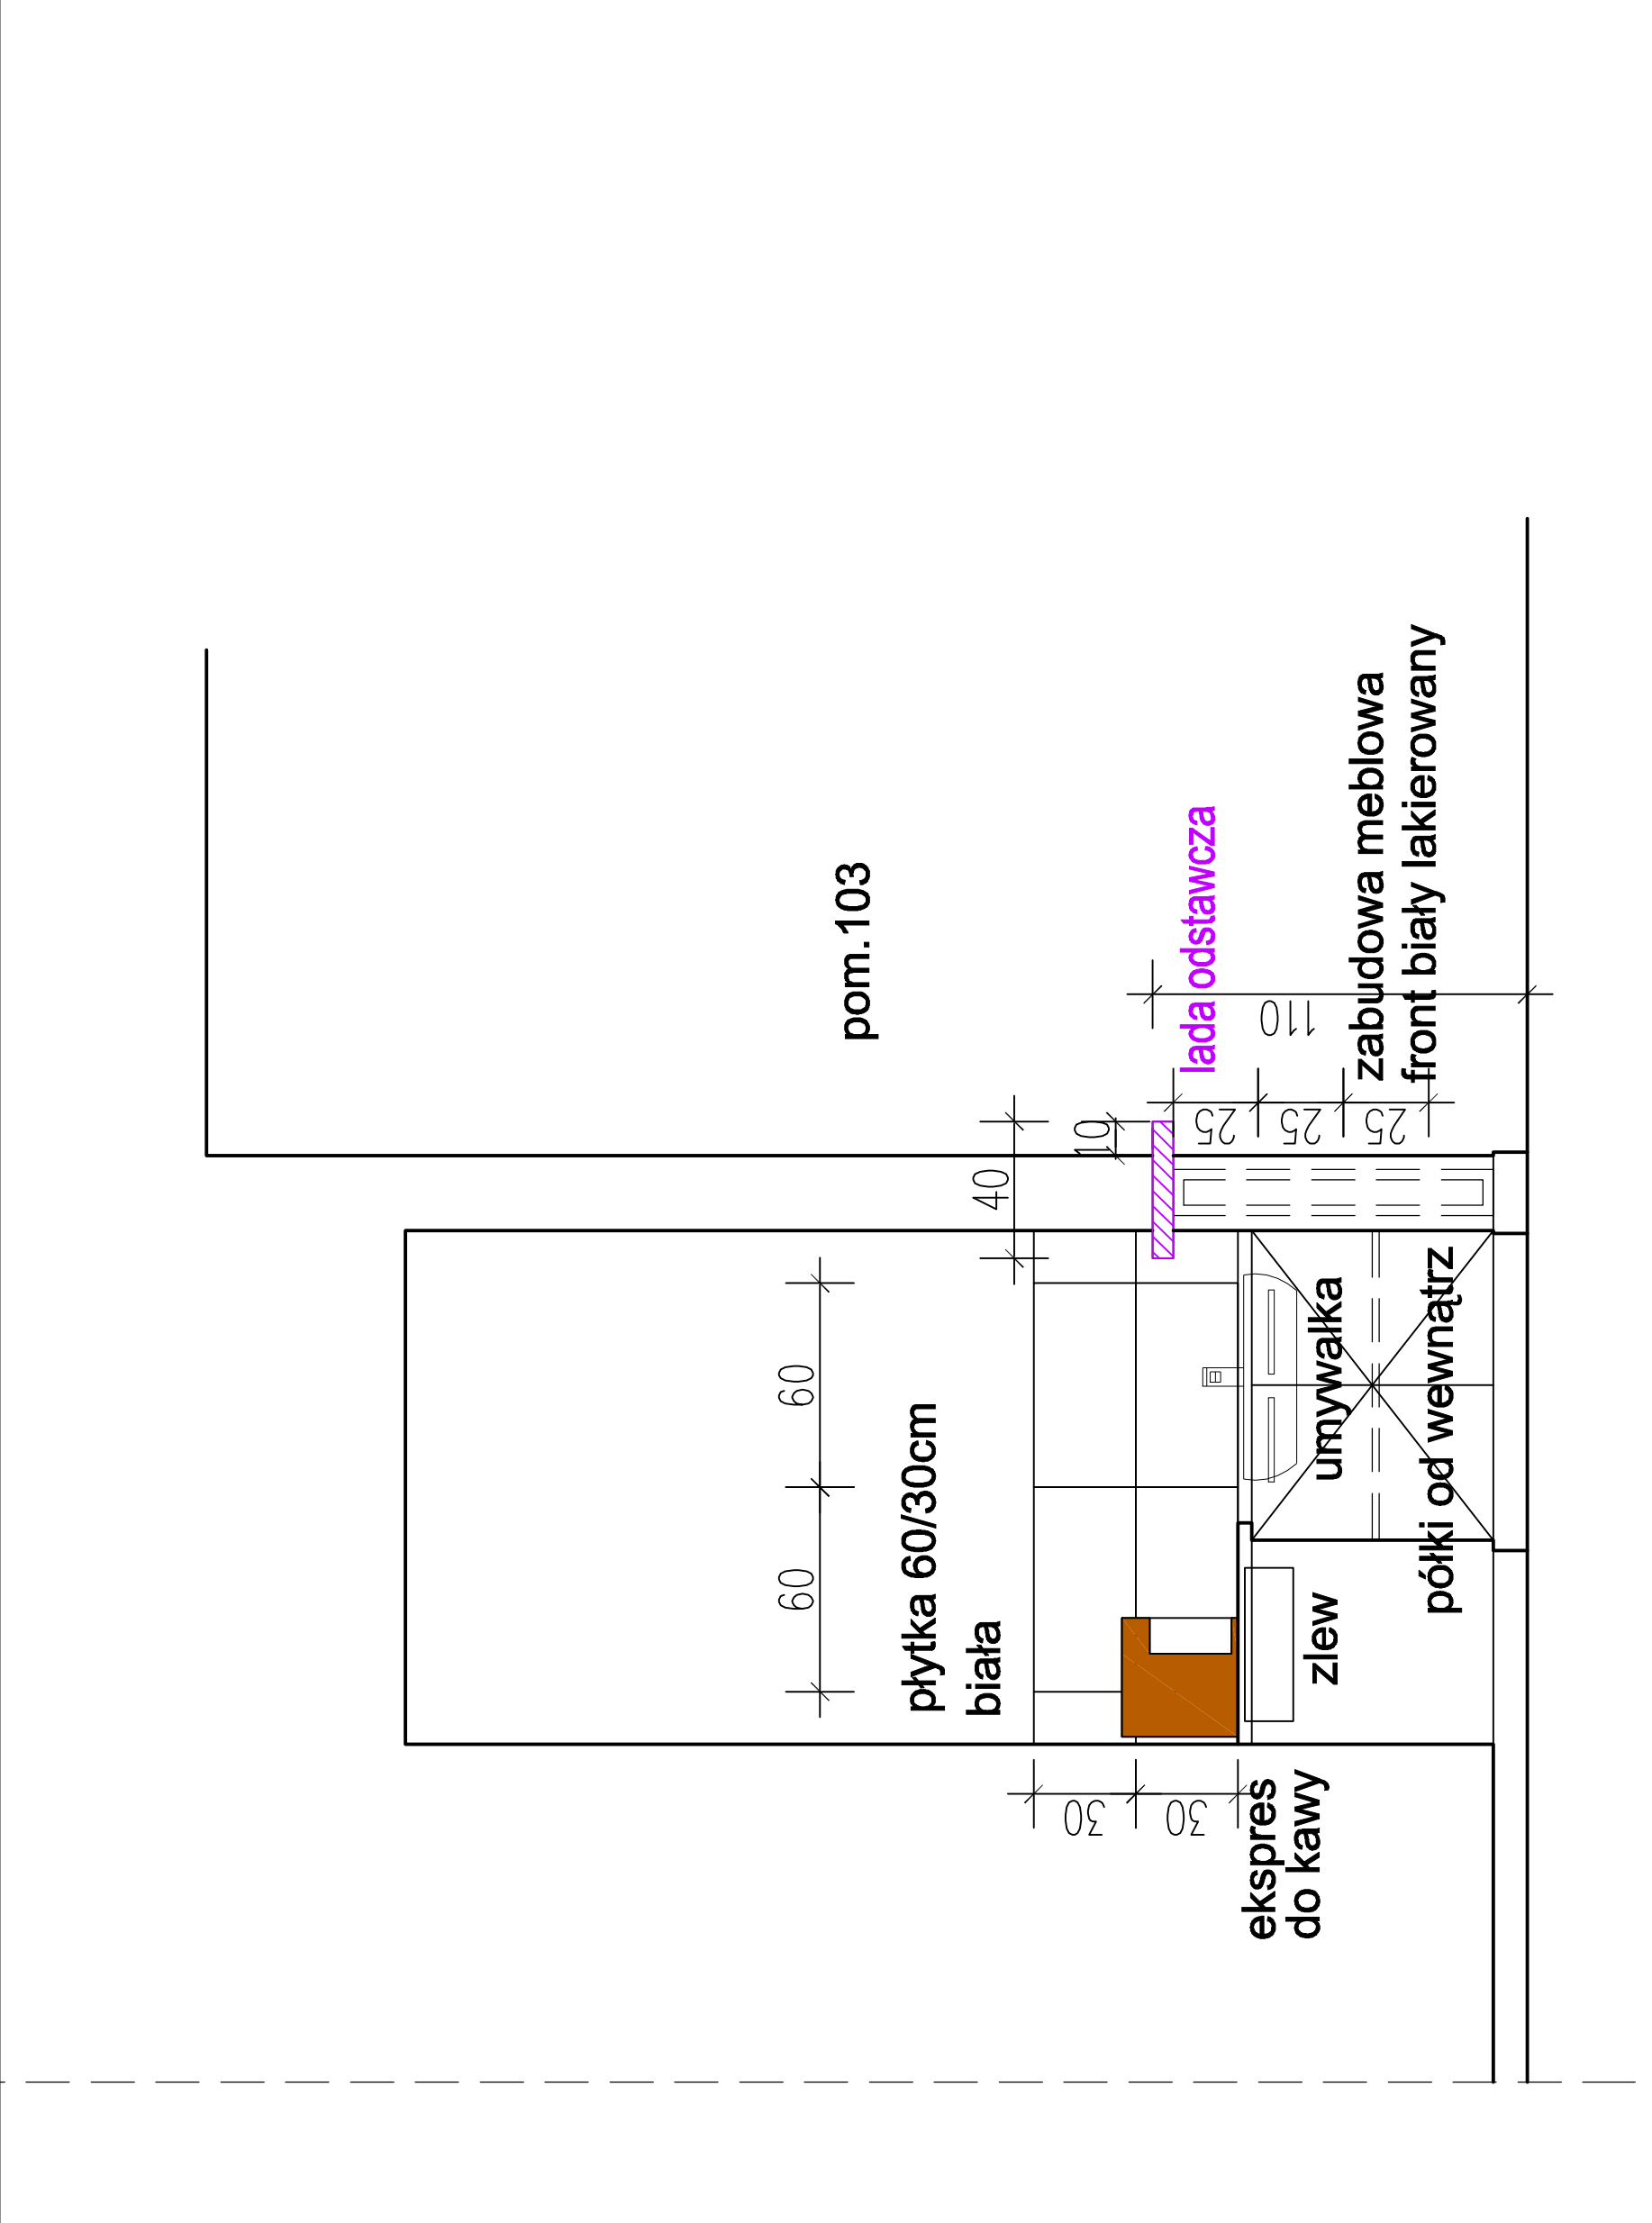 60
60
płytka 60/30cm
biała
pom.103
40
10
lada odstawcza
30
30
25
25
25
110
ekspres
do kawy
zlew
umywalka
półki od wewnątrz
zabudowa meblowa
front biały lakierowany